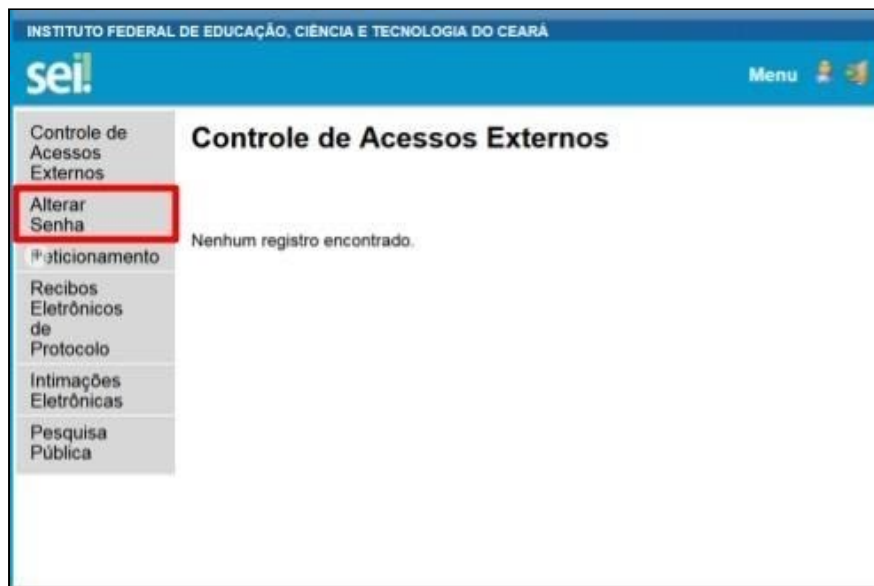 INSTITUTO FEDERAL DE EDUCAÇÃO, CIÊNCIA E TECNOLOGIA DO CEARÁ
sei!
Menu
Controle de
Acessos
Externos
Alterar
Senha
Peticionamento
Recibos
Eletrônicos
de
Protocolo
Intimações
Eletrônicas
Pesquisa
Pública
Controle de Acessos Externos
Nenhum registro encontrado.